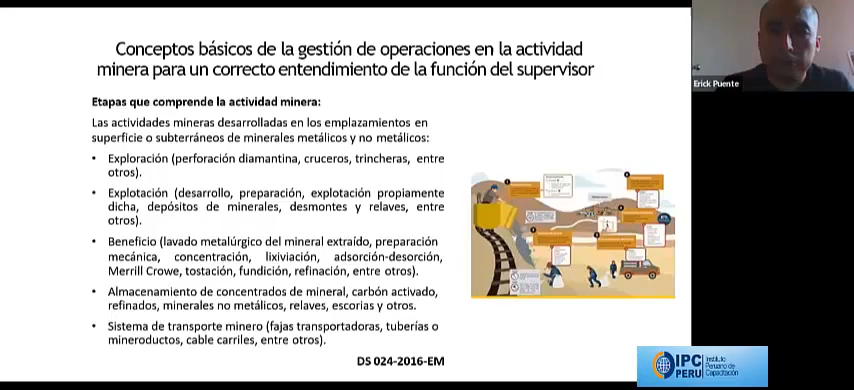 Conceptos básicos de la gestión de operaciones en la actividad
minera para un correcto entendimiento de la función del supervisor
Etapas que comprende la actividad minera:
Las actividades mineras desarrolladas en los emplazamientos en
superficie o subterráneos de minerales metálicos y no metálicos:
• Exploración (perforación diamantina, cruceros, trincheras, entre
otros).
• Explotación (desarrollo, preparación, explotación propiamente
dicha, depósitos de minerales, desmontes y relaves, entre
otros).
• Beneficio (lavado metalúrgico del mineral extraído, preparación
mecánica, concentración, lixiviación, adsorción-desorción,
Merrill Crowe, tostación, fundición, refinación, entre otros).
• Almacenamiento de concentrados de mineral, carbón activado,
refinados, minerales no metálicos, relaves, escorias y otros.
• Sistema de transporte minero (fajas transportadoras, tuberías o
mineroductos, cable carriles, entre otros).
DS 024-2016-EM
Erick Puente
IPC
PERU
Instituto
Peruano de
Capacitación